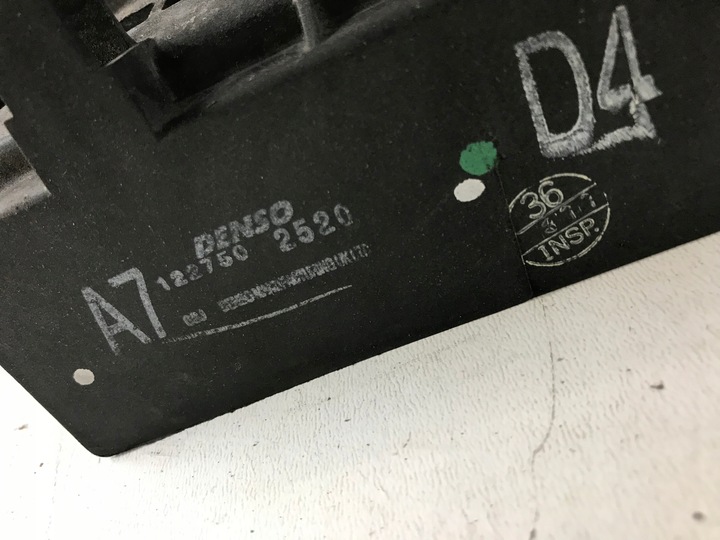 D4
DENSO
122750 2520
A7
36
INSP.